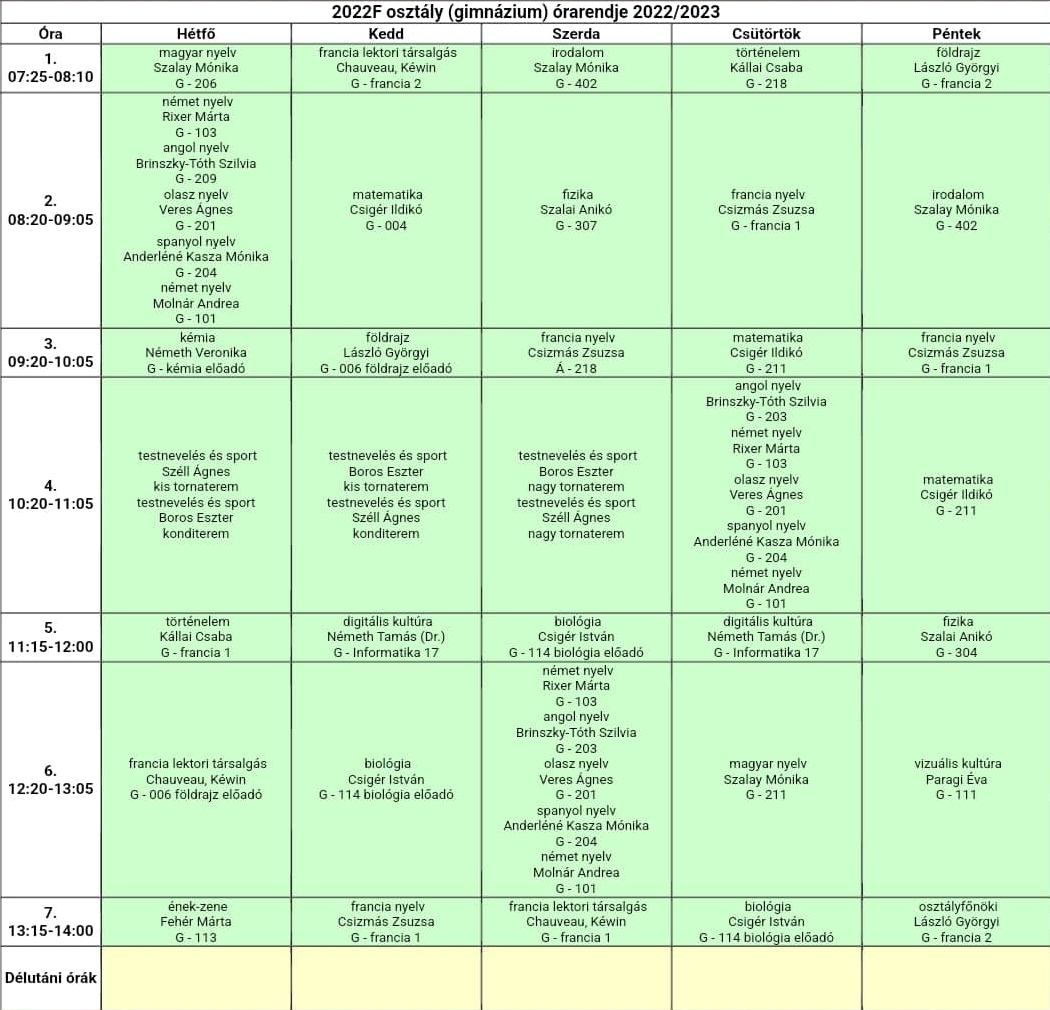 2022F osztály (gimnázium) órarendje 2022/2023
Óra
Hétfő
Kedd
Szerda
Csütörtök
Péntek
1.
07:25-08:10
magyar nyelv
Szalay Mónika
G - 206
francia lektori társalgás
Chauveau, Kéwin
G - francia 2
irodalom
Szalay Mónika
G - 402
történelem
Kállai Csaba
G - 218
földrajz
László Györgyi
G - francia 2
2.
08:20-09:05
német nyelv
Rixer Márta
G - 103
angol nyelv
Brinszky-Tóth Szilvia
G - 209
olasz nyelv
Veres Ágnes
G - 201
spanyol nyelv
Anderléné Kasza Mónika
G - 204
német nyelv
Molnár Andrea
G - 101
matematika
Csigér Ildikó
G - 004
fizika
Szalai Anikó
G - 307
francia nyelv
Csizmás Zsuzsa
G - francia 1
irodalom
Szalay Mónika
G - 402
3.
09:20-10:05
kémia
Németh Veronika
G - kémia előadó
földrajz
László Györgyi
G - 006 földrajz előadó
francia nyelv
Csizmás Zsuzsa
Á - 218
matematika
Csigér Ildikó
G - 211
francia nyelv
Csizmás Zsuzsa
G - francia 1
4.
10:20-11:05
testnevelés és sport
Széll Ágnes
kis tornaterem
testnevelés és sport
Boros Eszter
konditerem
testnevelés és sport
Boros Eszter
kis tornaterem
testnevelés és sport
Széll Ágnes
konditerem
testnevelés és sport
Boros Eszter
nagy tornaterem
testnevelés és sport
Széll Ágnes
nagy tornaterem
angol nyelv
Brinszky-Tóth Szilvia
G - 203
német nyelv
Rixer Márta
G - 103
olasz nyelv
Veres Ágnes
G - 201
spanyol nyelv
Anderléné Kasza Mónika
G - 204
német nyelv
Molnár Andrea
G - 101
matematika
Csigér Ildikó
G - 211
5.
11:15-12:00
történelem
Kállai Csaba
G - francia 1
digitális kultúra
Németh Tamás (Dr.)
G - Informatika 17
biológia
Csigér István
G - 114 biológia előadó
digitális kultúra
Németh Tamás (Dr.)
G - Informatika 17
fizika
Szalai Anikó
G - 304
6.
12:20-13:05
francia lektori társalgás
Chauveau, Kéwin
G - 006 földrajz előadó
biológia
Csigér István
G - 114 biológia előadó
német nyelv
Rixer Márta
G - 103
angol nyelv
Brinszky-Tóth Szilvia
G - 203
olasz nyelv
Veres Ágnes
G - 201
spanyol nyelv
Anderléné Kasza Mónika
G - 204
német nyelv
Molnár Andrea
G - 101
magyar nyelv
Szalay Mónika
G - 211
vizuális kultúra
Paragi Éva
G - 111
7.
13:15-14:00
ének-zene
Fehér Márta
G - 113
francia nyelv
Csizmás Zsuzsa
G - francia 1
francia lektori társalgás
Chauveau, Kéwin
G - francia 1
biológia
Csigér István
G - 114 biológia előadó
osztályfőnöki
László Györgyi
G - francia 2
Délutáni órák